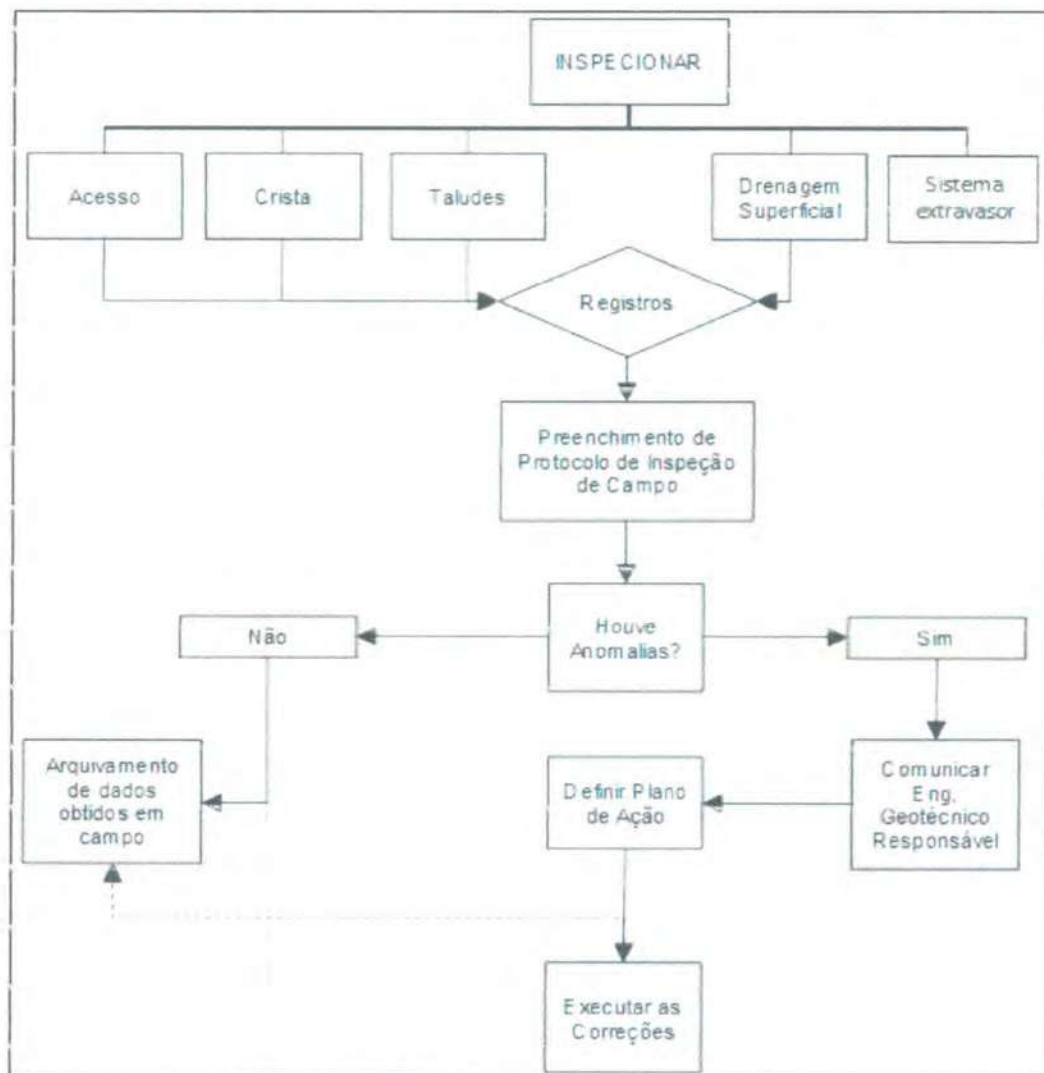 INSPECIONAR
Acesso
Crista
Taludes
Drenagem
Superficial
Sistema
extravasor
Registros
Preenchimento de
Protocolo de Inspeção
de Campo
Houve
Anomalias?
Não
Sim
Arquivamento
de dados
obtidos em
campo
Definir Plano
de Ação
Comunicar
Eng.
Geotécnico
Responsável
Executar as
Correções